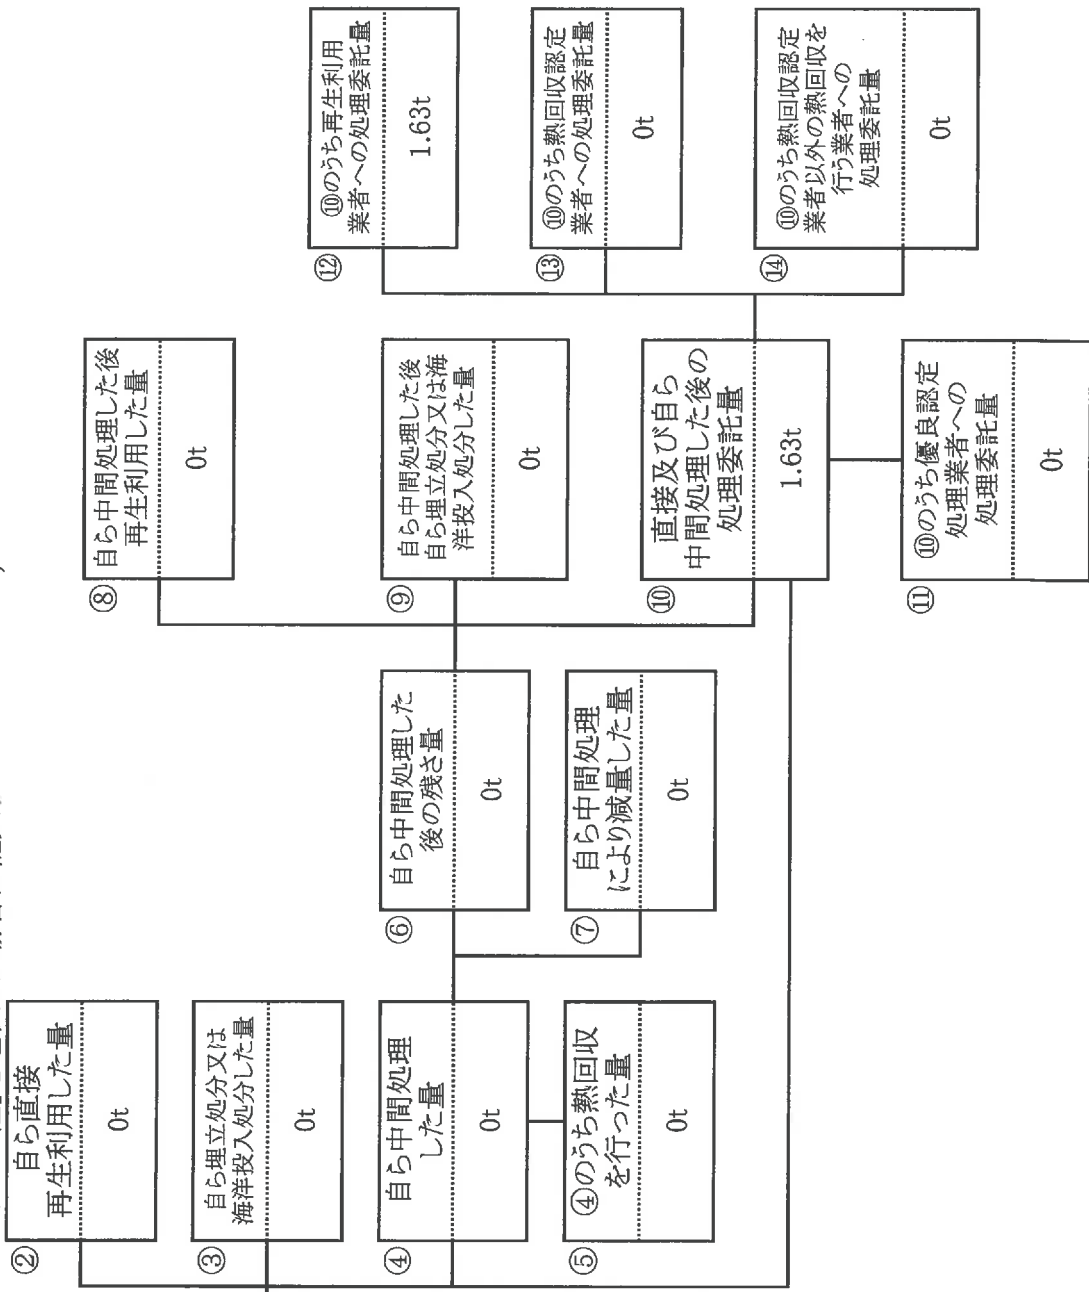 ②
自ら直接
再生利用した量
0t
③
自ら埋立処分又は
海洋投入処分した量
0t
④
自ら中間処理
した量
0t
⑤
④のうち熱回収
を行った量
0t
⑥
自ら中間処理した
後の残さ量
0t
⑦
自ら中間処理
により減量した量
0t
⑧
自ら中間処理した後
再生利用した量
0t
⑨
自ら中間処理した後
自ら埋立処分又は海
洋投入処分した量
0t
⑩
直接及び自ら
中間処理した後の
処理委託量
1.63t
⑪
⑩のうち優良認定
処理業者への
処理委託量
0t
⑫
⑩のうち再生利用
業者への処理委託量
1.63t
⑬
⑩のうち熱回収認定
業者への処理委託量
0t
⑭
⑩のうち熱回収認定
業者以外の熱回収を
行う業者への
処理委託量
0t